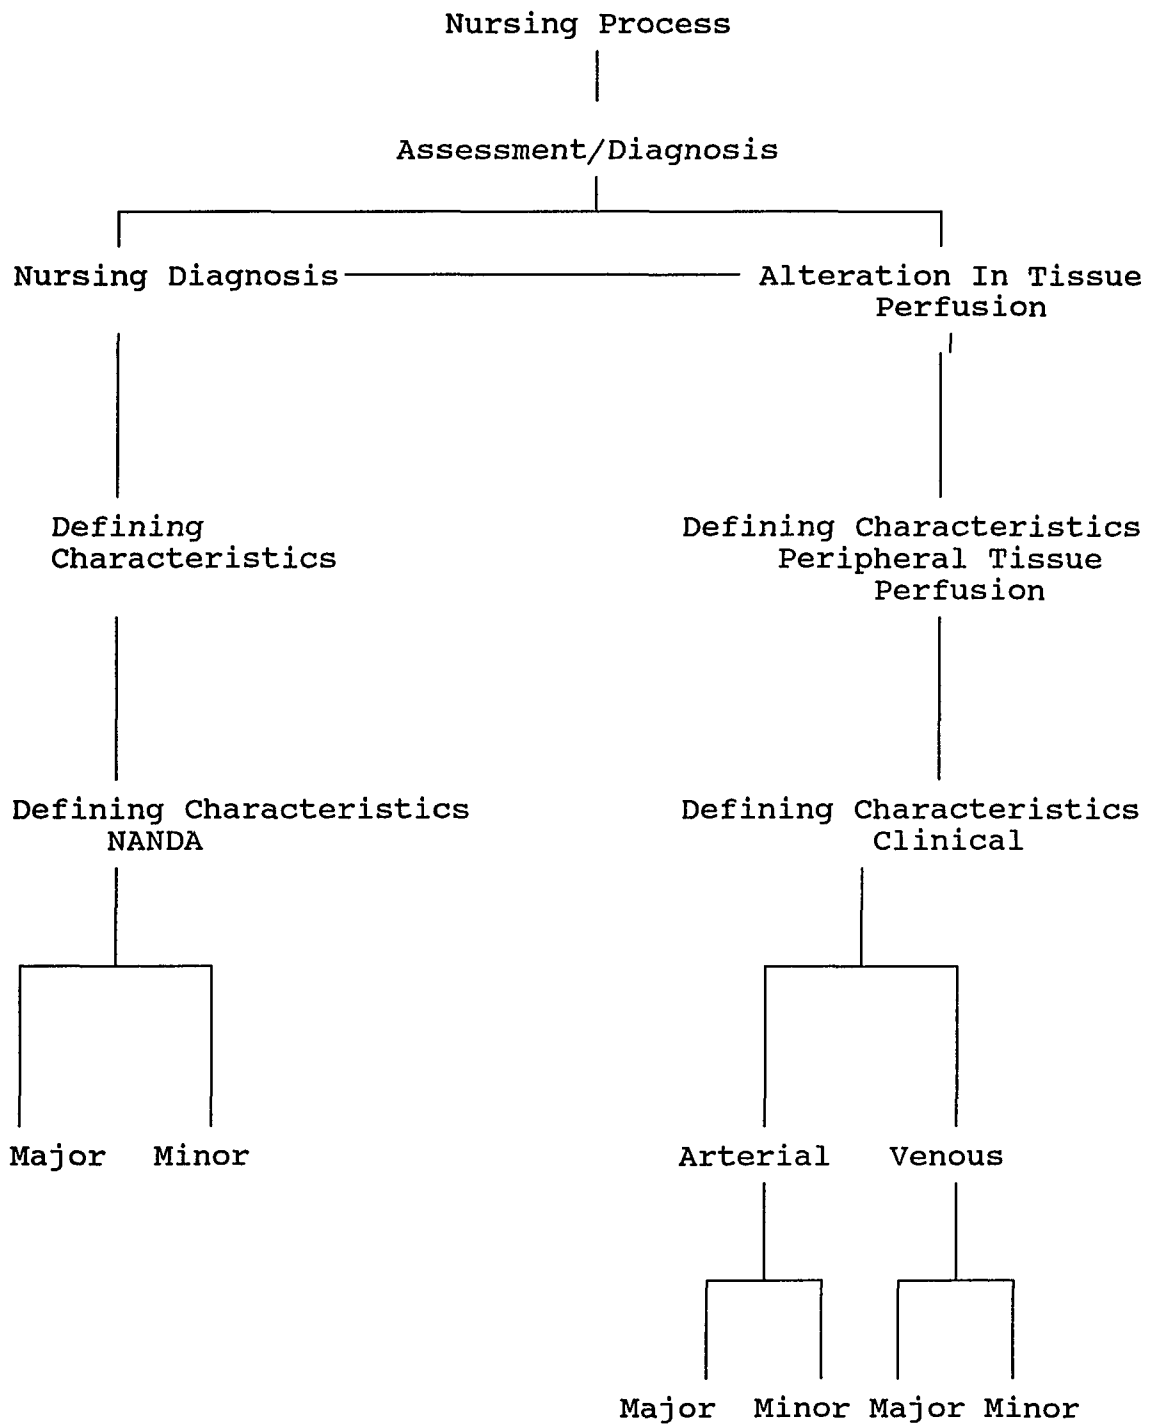 Nursing Process
Assessment/Diagnosis
Nursing Diagnosis
Alteration In Tissue
Perfusion
Defining
Characteristics
Defining Characteristics
Peripheral Tissue
Perfusion
Defining Characteristics
NANDA
Defining Characteristics
Clinical
Major Minor
Arterial Venous
Major Minor Major Minor